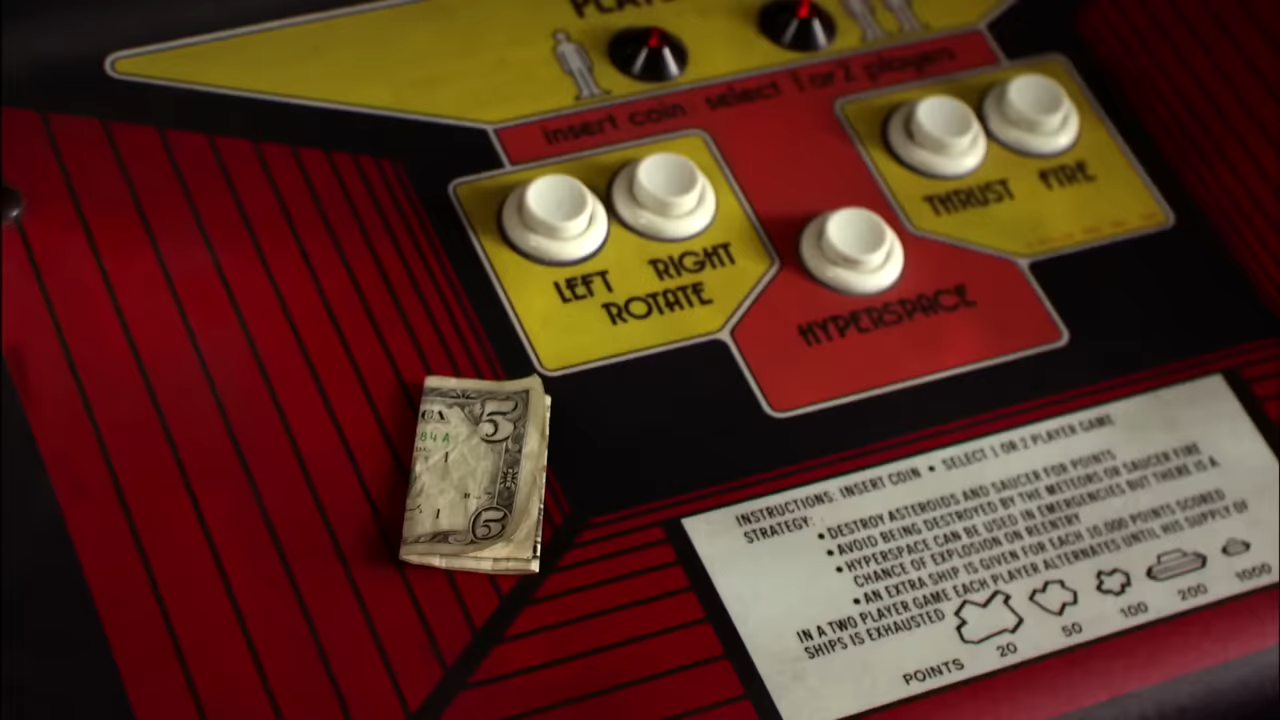 PLAYE
insert coin: select 1 or 2 players
THRUST FIRE
LEFT RIGHT
ROTATE
HYPERSPACE
5
84 A
5
INSTRUCTIONS: INSERT COIN • SELECT 1 OR 2 PLAYER GAME
STRATEGY: • DESTROY ASTEROIDS AND SAUCER FOR POINTS
• AVOID BEING DESTROYED BY THE METEORS OR SAUCER FIRE
• HYPERSPACE CAN BE USED IN EMERGENCIES BUT THERE IS A
CHANCE OF EXPLOSION ON REENTRY
• AN EXTRA SHIP IS GIVEN FOR EACH 10,000 POINTS SCORED
IN A TWO PLAYER GAME EACH PLAYER ALTERNATES UNTIL HIS SUPPLY OF
SHIPS IS EXHAUSTED
POINTS 20 50 100 200 1000